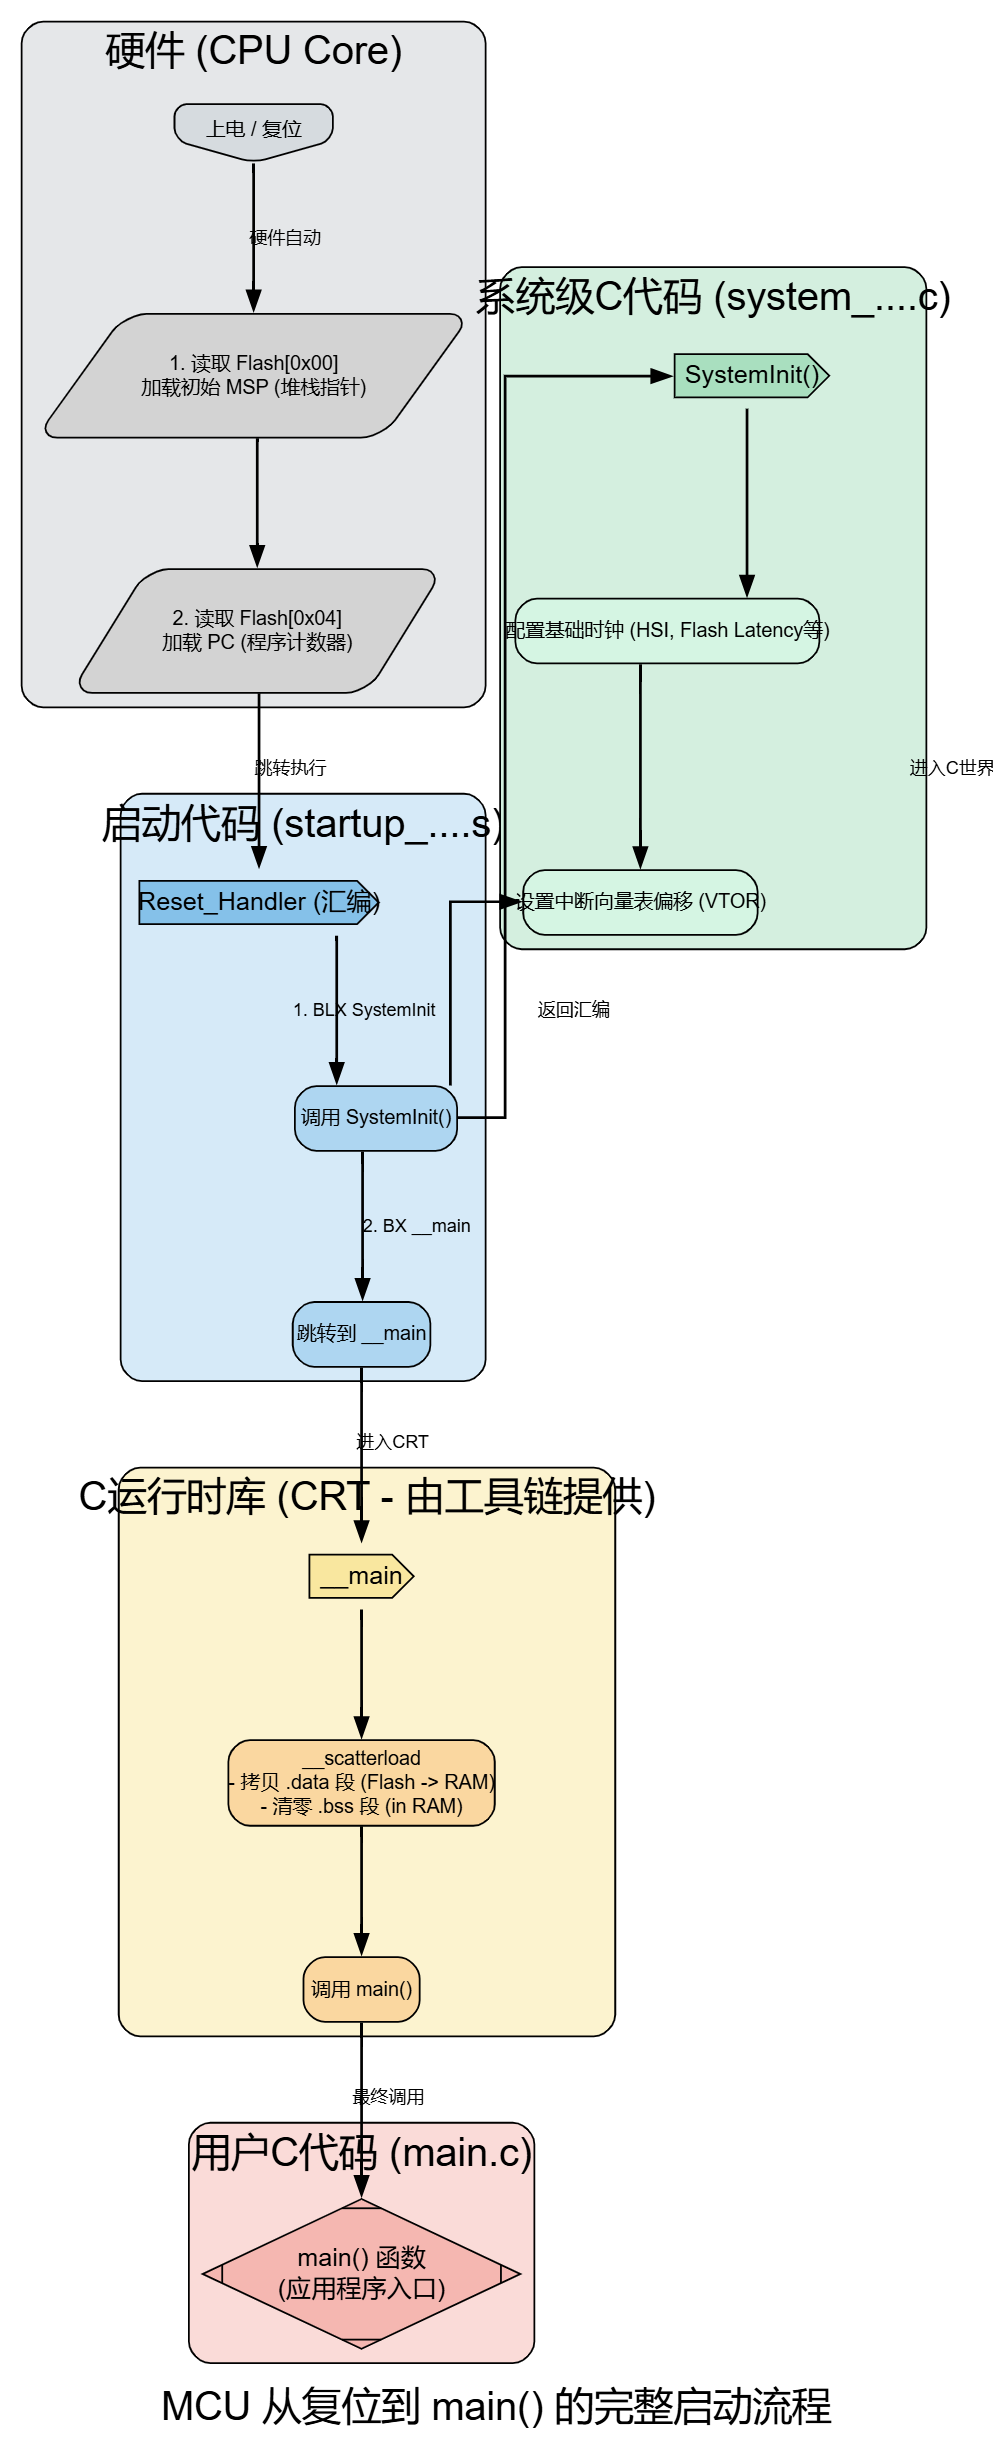 硬件 (CPU Core)
上电 / 复位
硬件自动
1. 读取 Flash[0x00]
加载初始 MSP (堆栈指针)
2. 读取 Flash[0x04]
加载 PC (程序计数器)
跳转执行
系统级C代码 (system_....c)
SystemInit()
配置基础时钟 (HSI, Flash Latency等)
进入C世界
设置中断向量表偏移 (VTOR)
返回汇编
启动代码 (startup_....s)
Reset_Handler (汇编)
1. BLX SystemInit
调用 SystemInit()
2. BX __main
跳转到 __main
进入CRT
C运行时库 (CRT - 由工具链提供)
__main
__scatterload
- 拷贝 .data 段 (Flash -> RAM)
- 清零 .bss 段 (in RAM)
调用 main()
最终调用
用户C代码 (main.c)
main() 函数
(应用程序入口)
MCU 从复位到 main() 的完整启动流程